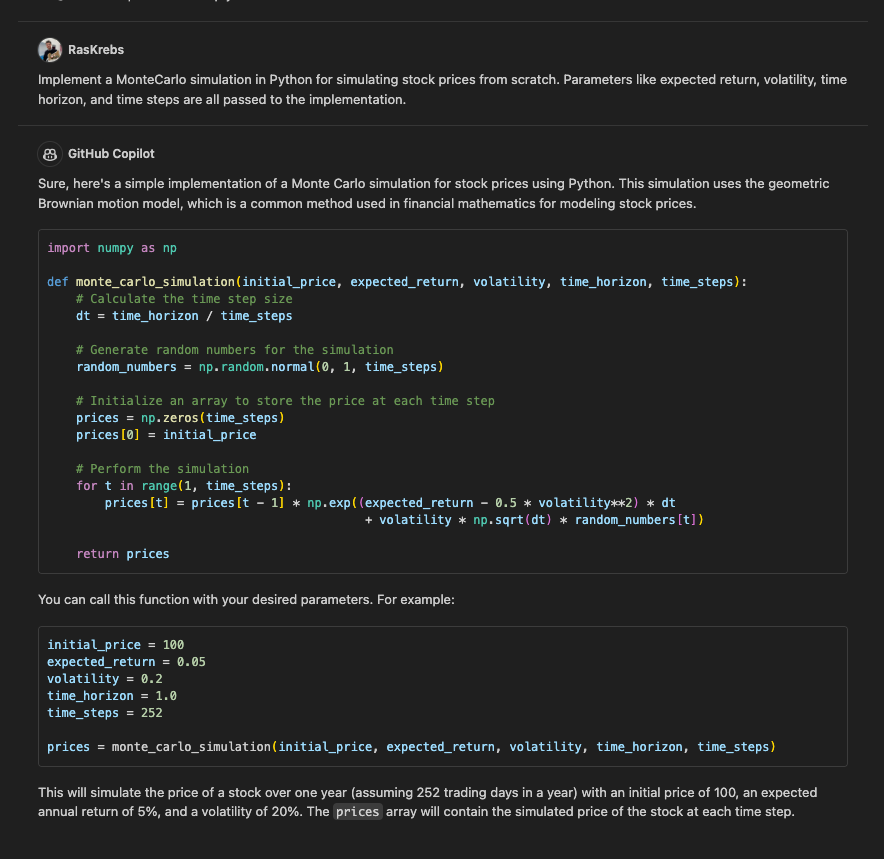 RasKrebs
Implement a MonteCarlo simulation in Python for simulating stock prices from scratch. Parameters like expected return, volatility, time
horizon, and time steps are all passed to the implementation.
GitHub Copilot
Sure, here's a simple implementation of a Monte Carlo simulation for stock prices using Python. This simulation uses the geometric
Brownian motion model, which is a common method used in financial mathematics for modeling stock prices.
import numpy as np
def monte_carlo_simulation(initial_price, expected_return, volatility, time_horizon, time_steps):
    # Calculate the time step size
    dt = time_horizon / time_steps
    # Generate random numbers for the simulation
    random_numbers = np.random.normal(0, 1, time_steps)
    # Initialize an array to store the price at each time step
    prices = np.zeros(time_steps)
    prices[0] = initial_price
    # Perform the simulation
    for t in range(1, time_steps):
        prices[t] = prices[t - 1] * np.exp((expected_return - 0.5 * volatility**2) * dt
                                            + volatility * np.sqrt(dt) * random_numbers[t])
    return prices
You can call this function with your desired parameters. For example:
initial_price = 100
expected_return = 0.05
volatility = 0.2
time_horizon = 1.0
time_steps = 252
prices = monte_carlo_simulation(initial_price, expected_return, volatility, time_horizon, time_steps)
This will simulate the price of a stock over one year (assuming 252 trading days in a year) with an initial price of 100, an expected
annual return of 5%, and a volatility of 20%. The prices array will contain the simulated price of the stock at each time step.